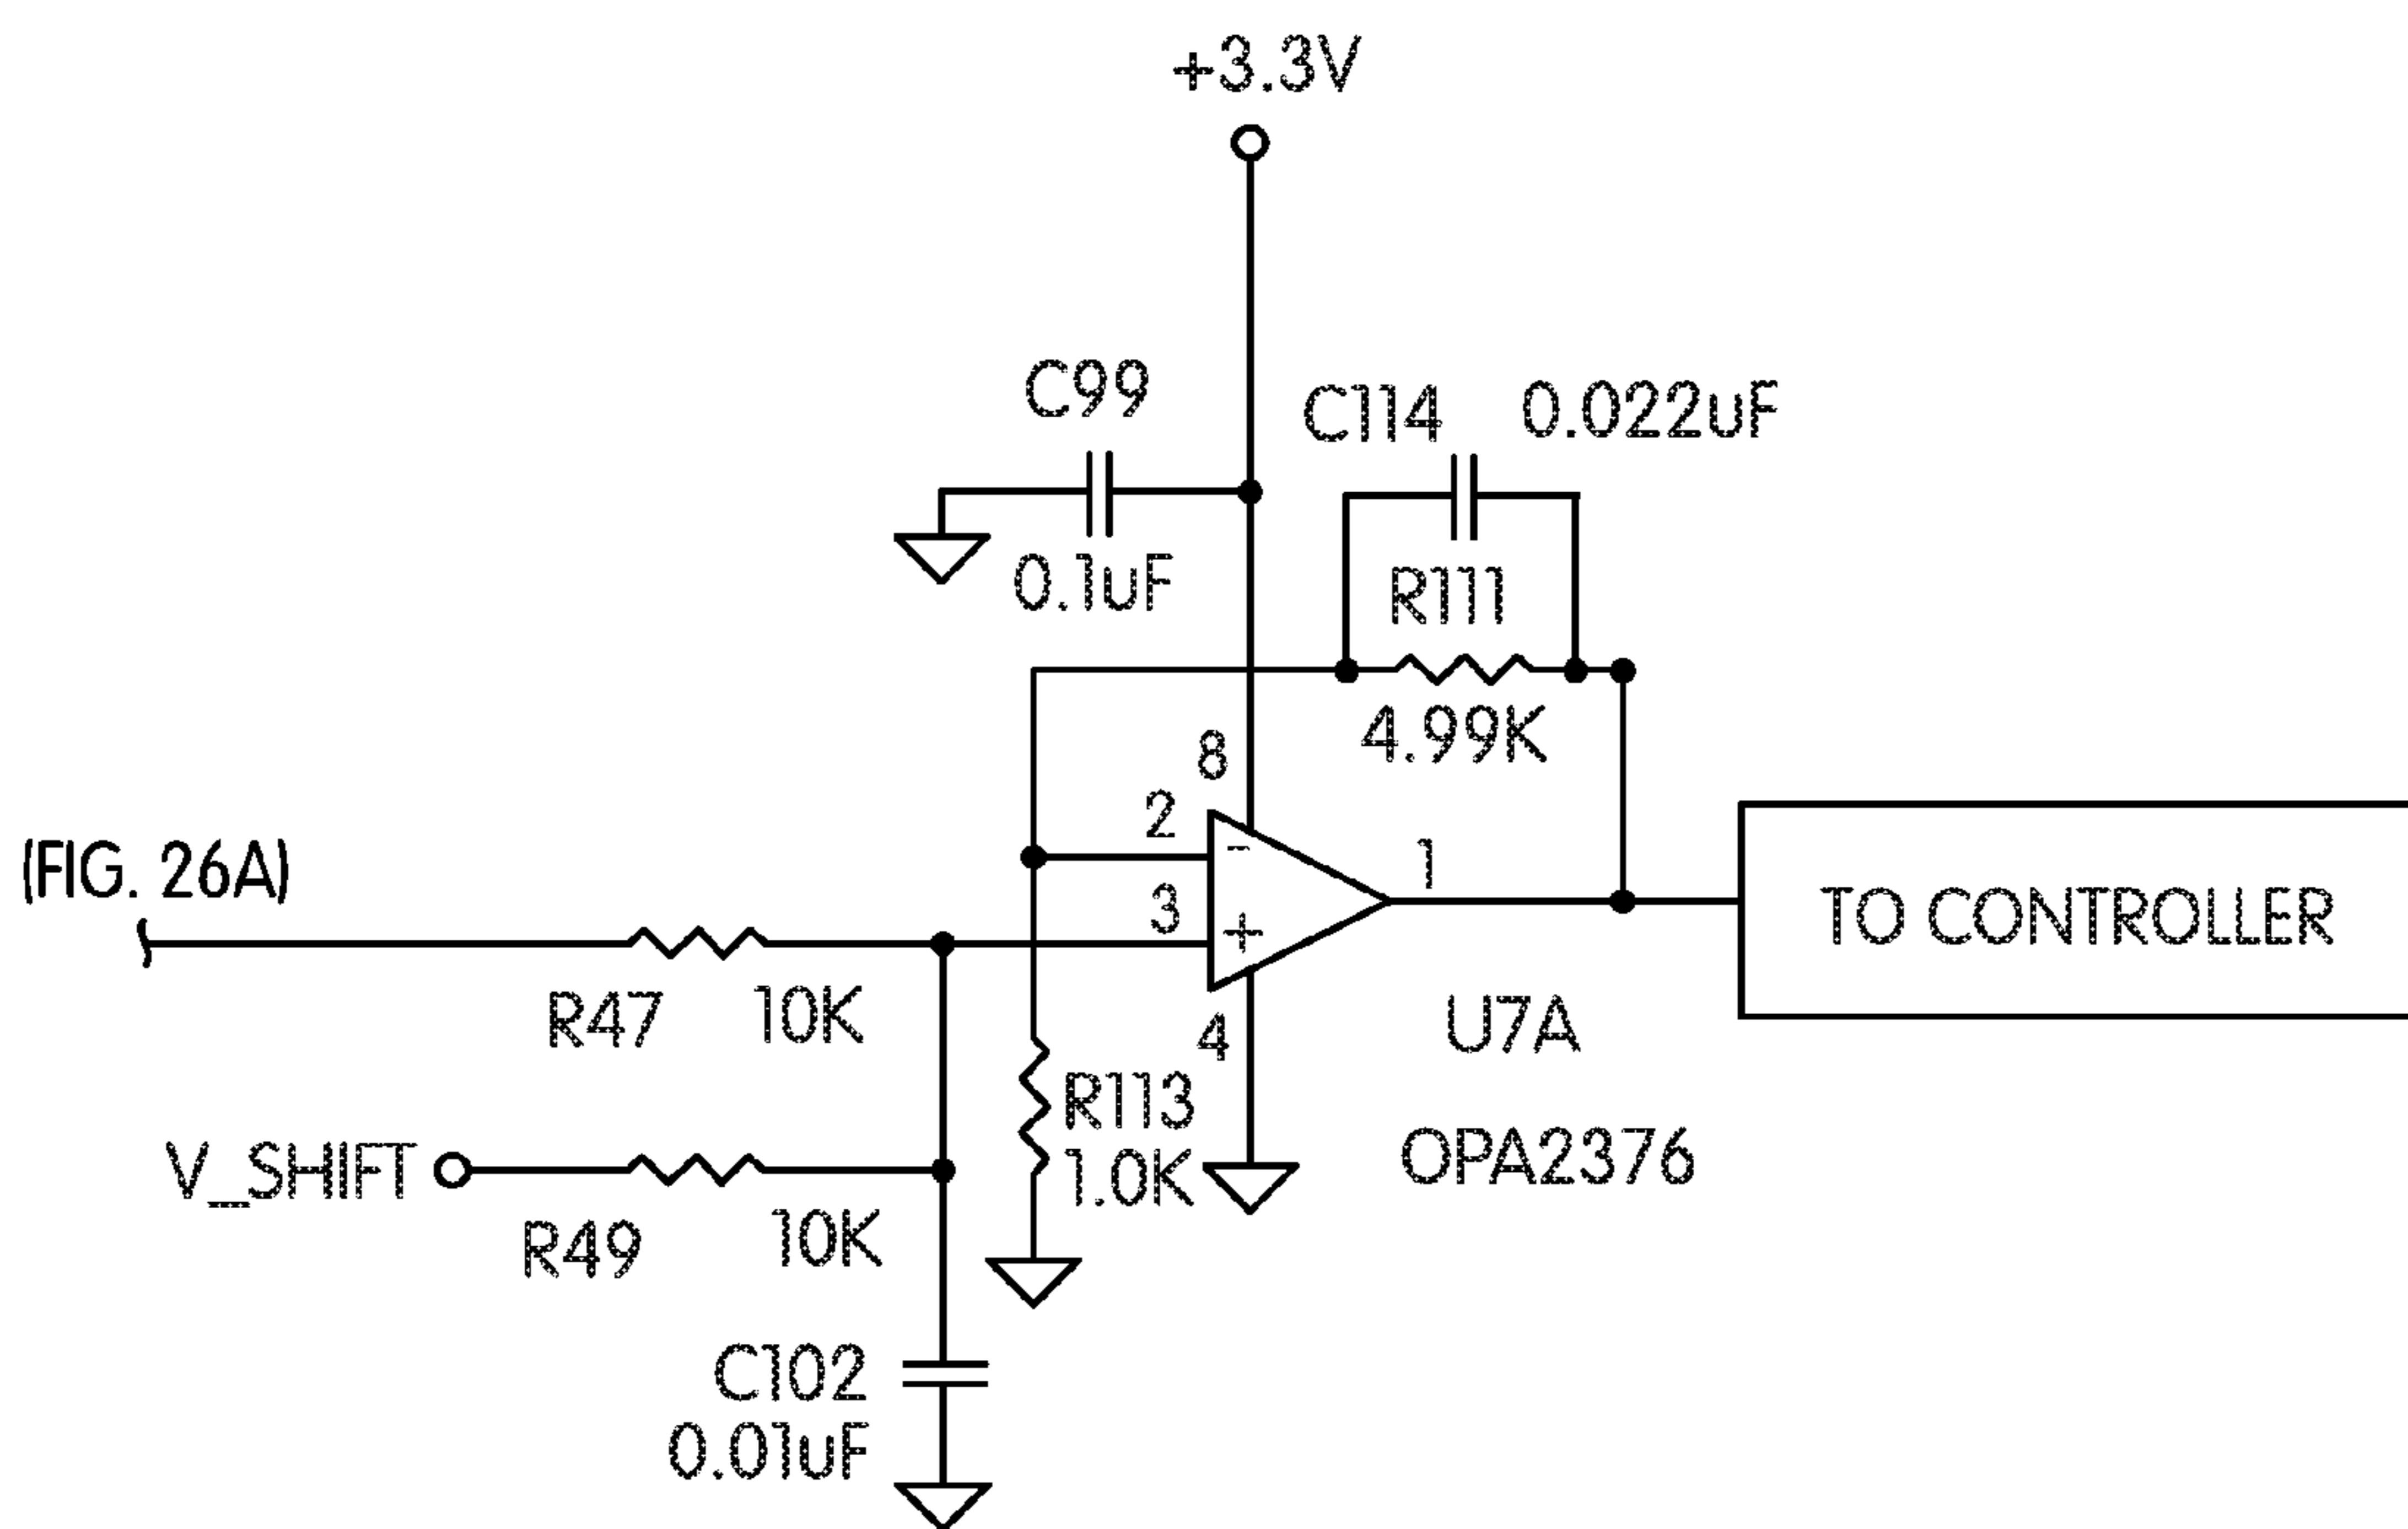 +3.3V
C99
0.1uF
C114 0.022uF
R111
4.99K
8
2
3
1
4
(FIG. 26A)
TO CONTROLLER
R47 10K
U7A
OPA2376
R113
1.0K
V_SHIFT
R49 10K
C102
0.01uF